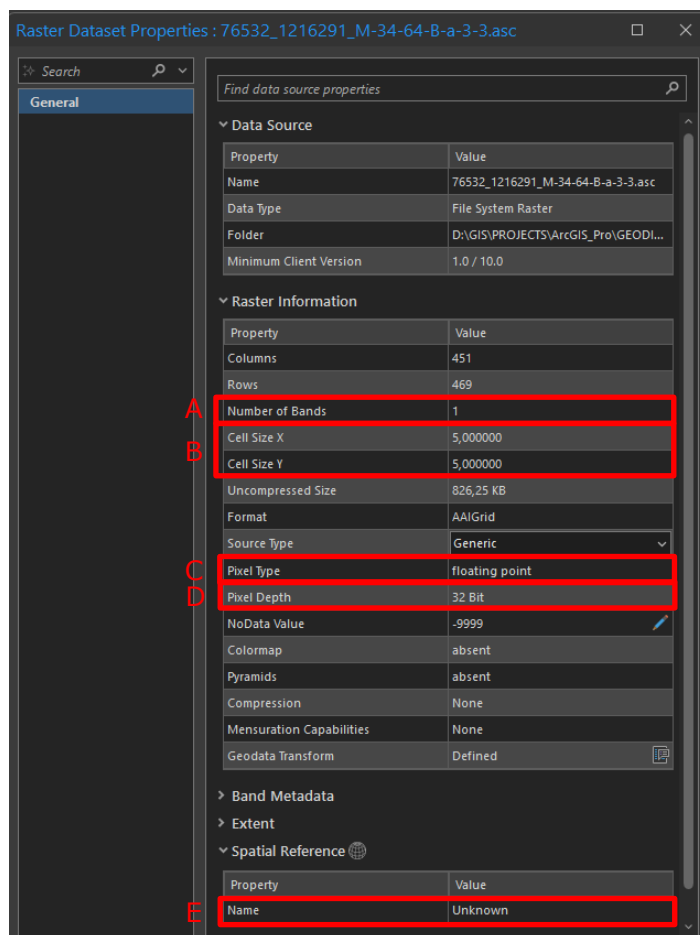 Raster Dataset Properties : 76532_1216291_M-34-64-B-a-3-3.asc
Search
General
Find data source properties
Data Source
Property Value
Name 76532_1216291_M-34-64-B-a-3-3.asc
Data Type File System Raster
Folder D:\GIS\PROJECTS\ArcGIS_Pro\GEODI...
Minimum Client Version 1.0 / 10.0
Raster Information
Property Value
Columns 451
Rows 469
A Number of Bands 1
Cell Size X 5,000000
B
Cell Size Y 5,000000
Uncompressed Size 826,25 KB
Format AAIGrid
Source Type Generic
C Pixel Type floating point
D Pixel Depth 32 Bit
NoData Value -9999
Colormap absent
Pyramids absent
Compression None
Mensuration Capabilities None
Geodata Transform Defined
Band Metadata
Extent
Spatial Reference
Property Value
E Name Unknown